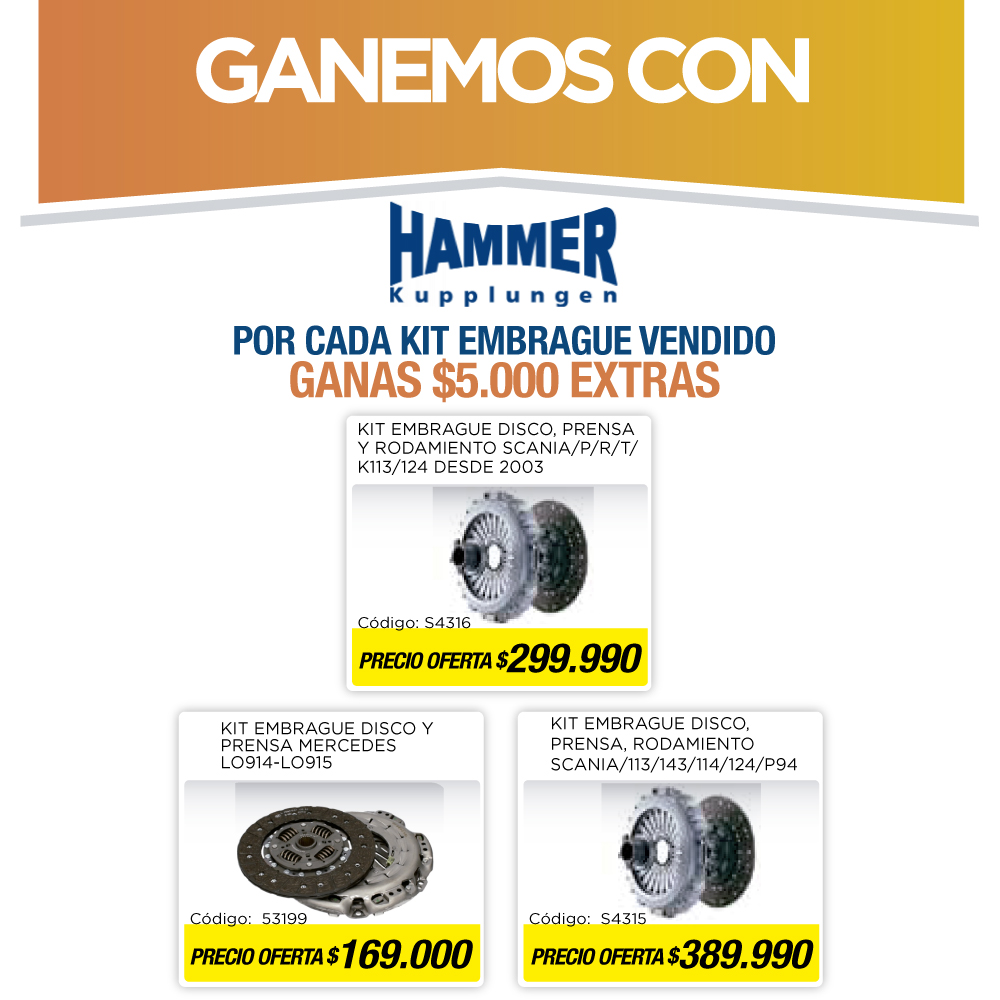 GANEMOS CON
HAMMER
Kupplungen
POR CADA KIT EMBRAGUE VENDIDO
GANAS $5.000 EXTRAS
KIT EMBRAGUE DISCO, PRENSA
Y RODAMIENTO SCANIA/P/R/T/
K113/124 DESDE 2003
Código: S4316
PRECIO OFERTA $299.990
KIT EMBRAGUE DISCO Y
PRENSA MERCEDES
LO914-LO915
Código: 53199
PRECIO OFERTA $169.000
KIT EMBRAGUE DISCO,
PRENSA, RODAMIENTO
SCANIA/113/143/114/124/P94
Código: S4315
PRECIO OFERTA $389.990